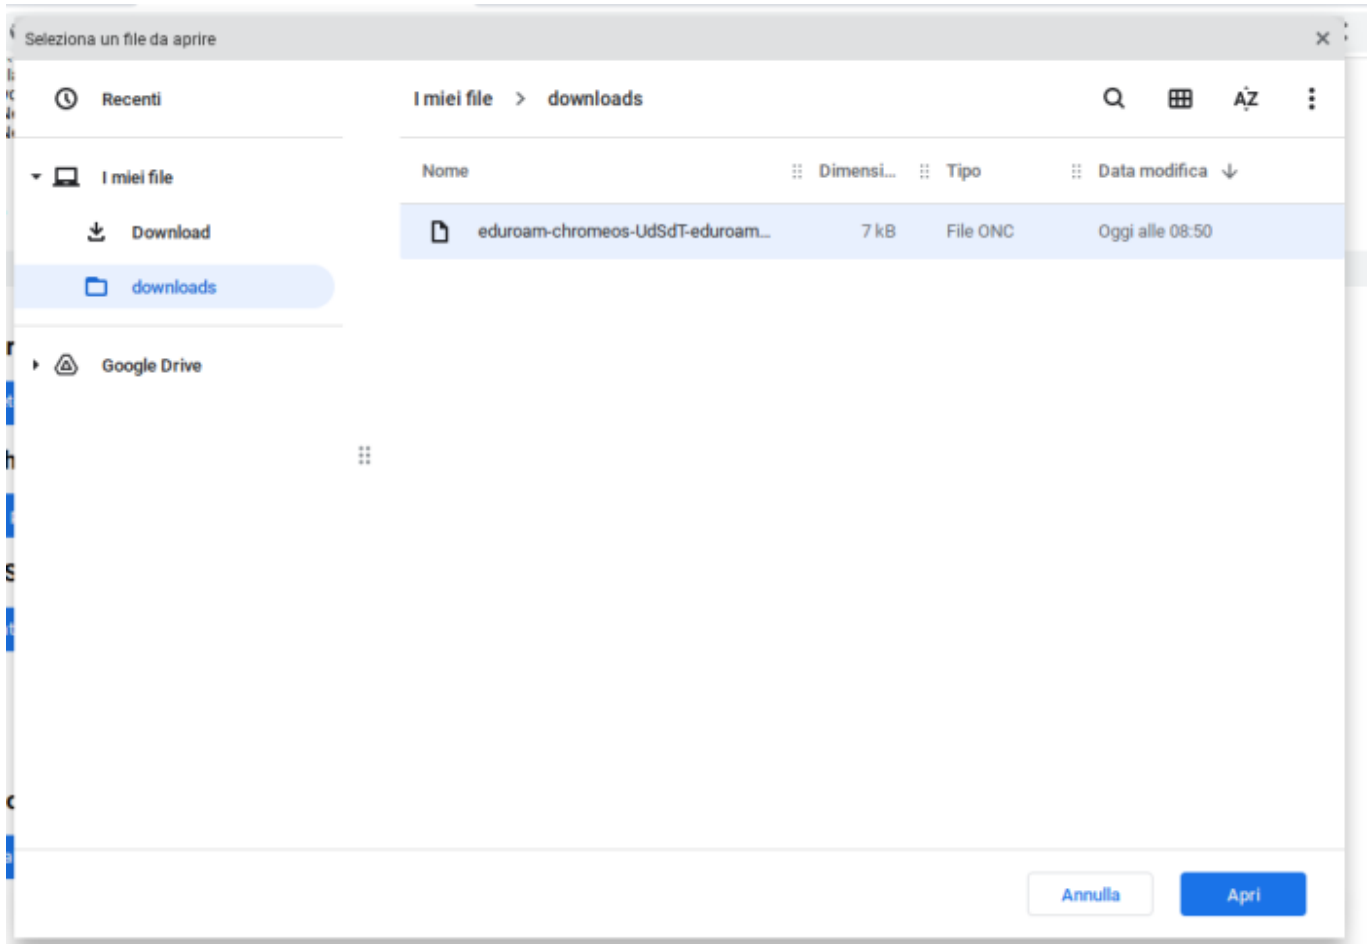 Seleziona un file da aprire
Recenti
I miei file > downloads
AZ
I miei file
Nome Dimensi... Tipo Data modifica
Download
eduroam-chromeos-UdSdT-eduroam... 7 kB File ONC Oggi alle 08:50
downloads
Google Drive
Annulla Apri